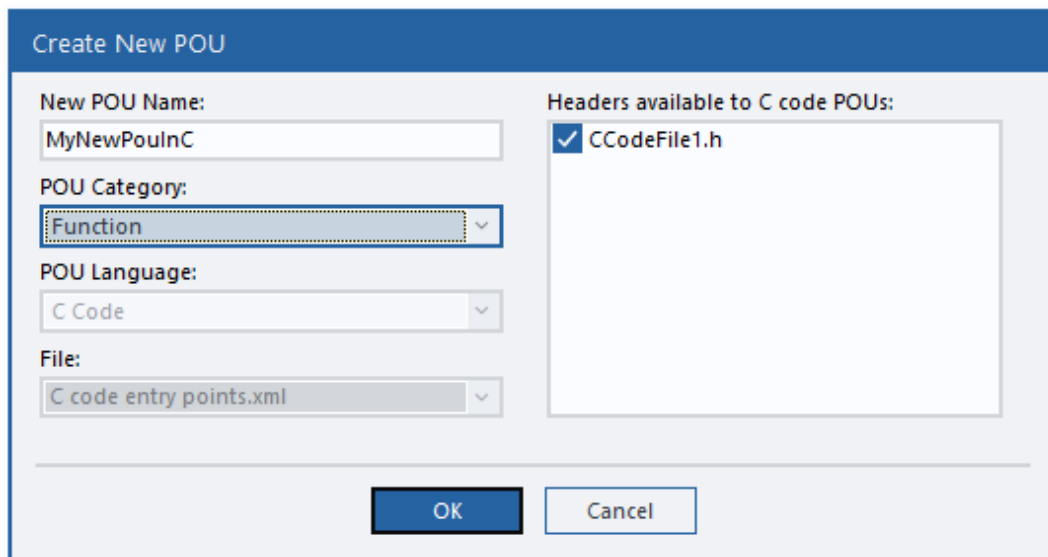 Create New POU
New POU Name:
MyNewPouInC
POU Category:
Function
POU Language:
C Code
File:
C code entry points.xml
Headers available to C code POUs:
CCodeFile1.h
OK
Cancel